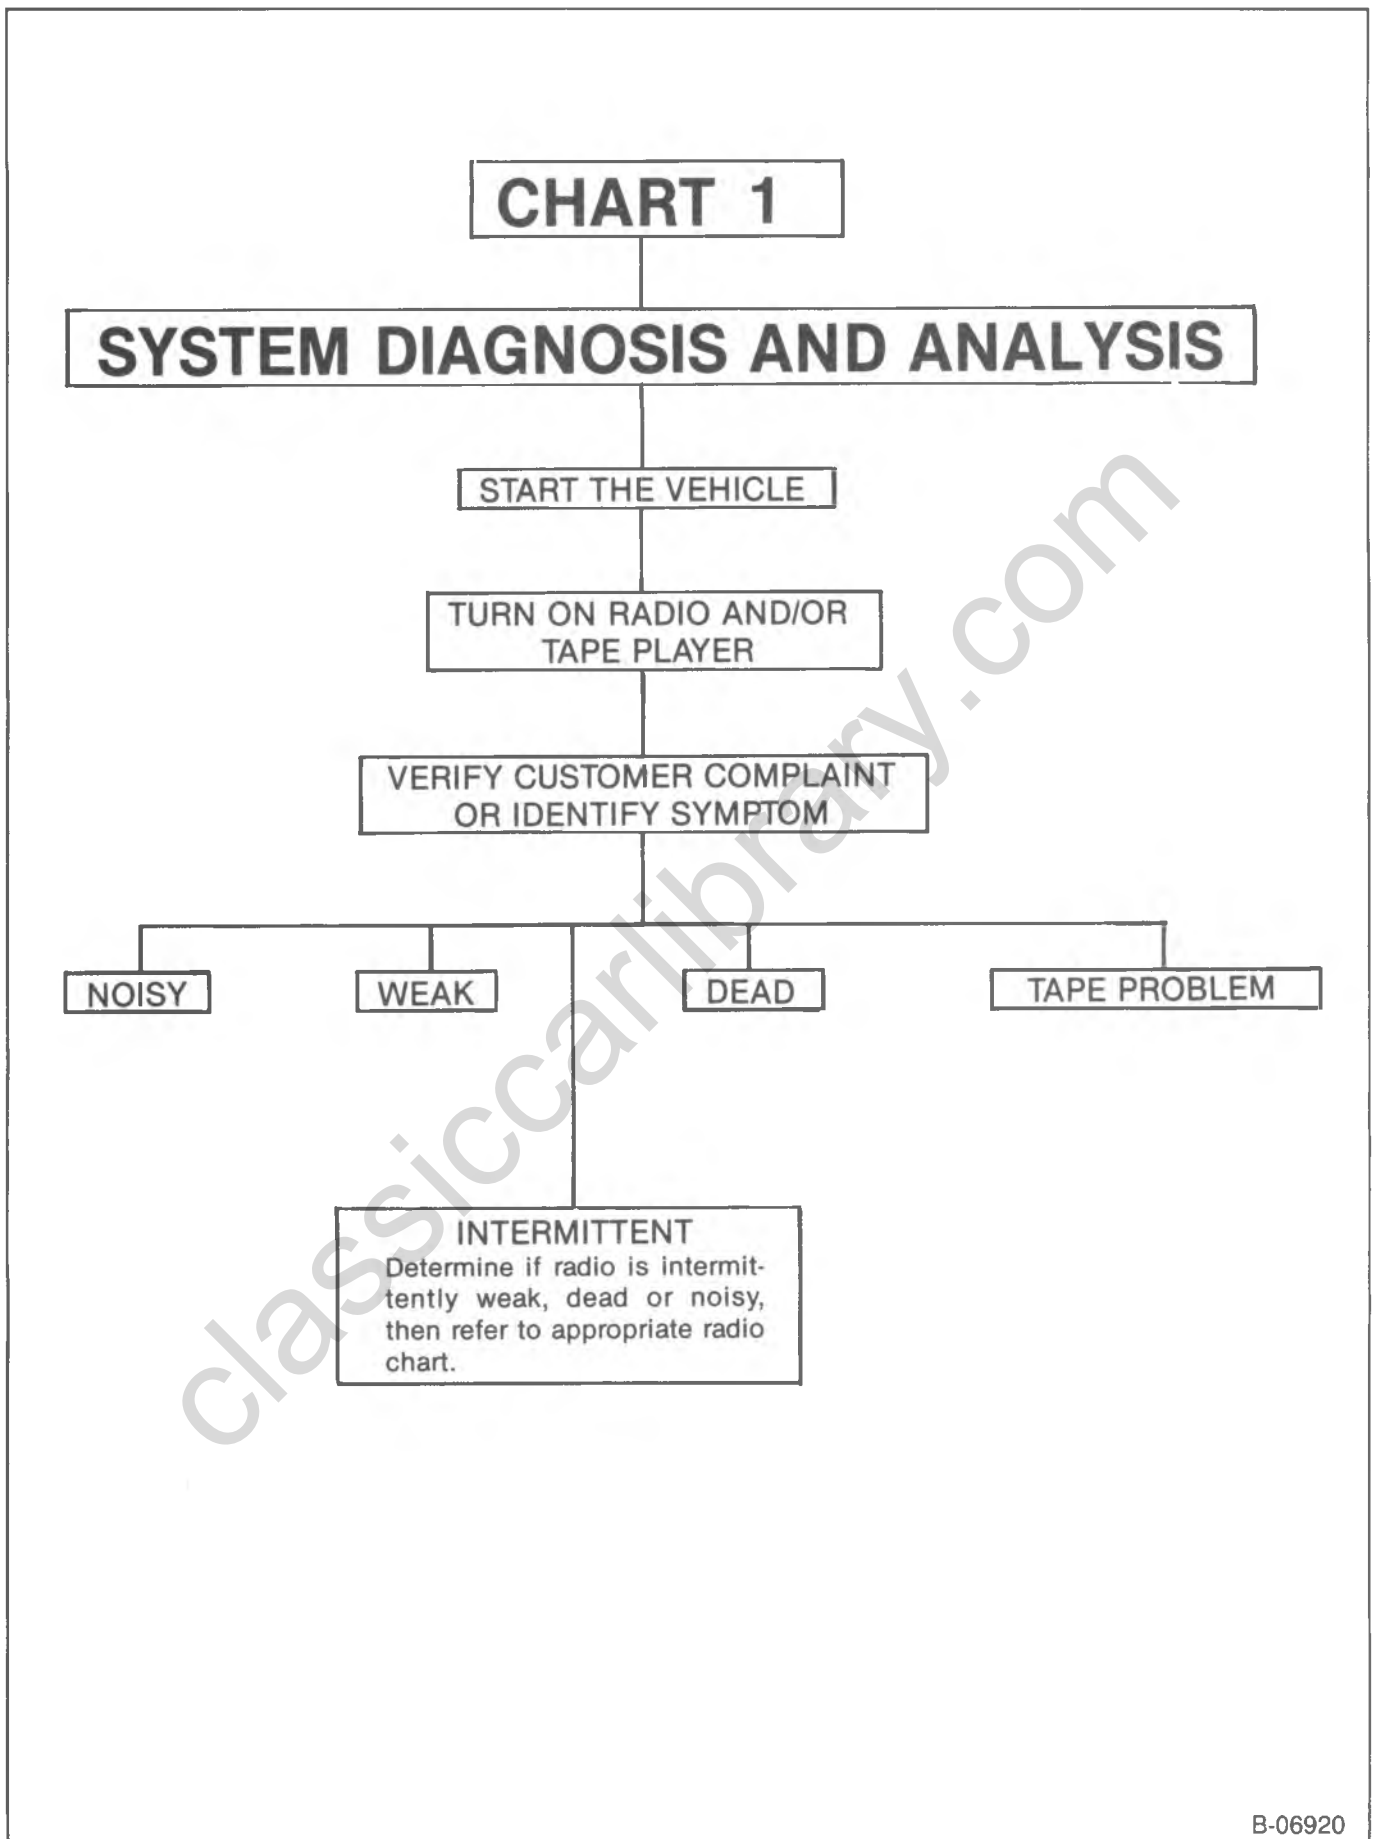 CHART 1
SYSTEM DIAGNOSIS AND ANALYSIS
START THE VEHICLE
TURN ON RADIO AND/OR
TAPE PLAYER
VERIFY CUSTOMER COMPLAINT
OR IDENTIFY SYMPTOM
NOISY
WEAK
DEAD
TAPE PROBLEM
INTERMITTENT
Determine if radio is intermit-
tently weak, dead or noisy,
then refer to appropriate radio
chart.
classiccarlibrary.com
B-06920